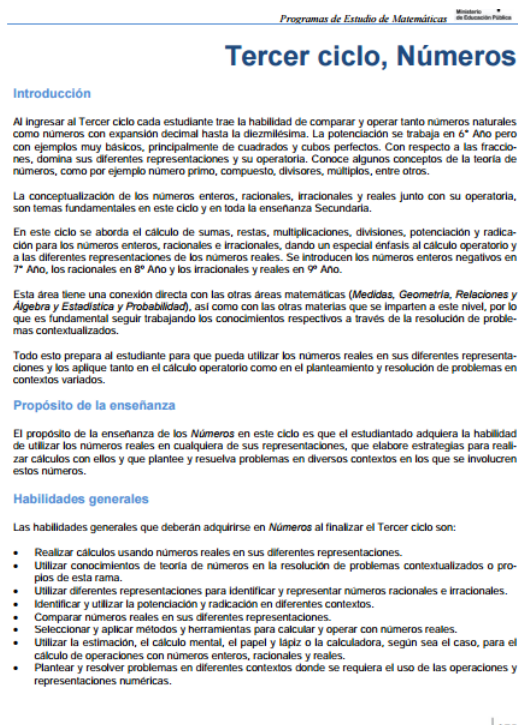 Programas de Estudio de Matemáticas
Ministerio
de Educación Pública
Tercer ciclo, Números
Introducción
Al ingresar al Tercer ciclo cada estudiante trae la habilidad de comparar y operar tanto números naturales
como números con expansión decimal hasta la diezmilésima. La potenciación se trabaja en 6° Año pero
con ejemplos muy básicos, principalmente de cuadrados y cubos perfectos. Con respecto a las fraccio-
nes, domina sus diferentes representaciones y su operatoria. Conoce algunos conceptos de la teoría de
números, como por ejemplo número primo, compuesto, divisores, múltiplos, entre otros.
La conceptualización de los números enteros, racionales, irracionales y reales junto con su operatoria,
son temas fundamentales en este ciclo y en toda la enseñanza Secundaria.
En este ciclo se aborda el cálculo de sumas, restas, multiplicaciones, divisiones, potenciación y radica-
ción para los números enteros, racionales e irracionales, dando un especial énfasis al cálculo operatorio y
a las diferentes representaciones de los números reales. Se introducen los números enteros negativos en
7° Año, los racionales en 8º Año y los irracionales y reales en 9º Año.
Esta área tiene una conexión directa con las otras áreas matemáticas (Medidas, Geometría, Relaciones y
Álgebra y Estadística y Probabilidad), así como con las otras materias que se imparten a este nivel, por lo
que es fundamental seguir trabajando los conocimientos respectivos a través de la resolución de proble-
mas contextualizados.
Todo esto prepara al estudiante para que pueda utilizar los números reales en sus diferentes representa-
ciones y los aplique tanto en el cálculo operatorio como en el planteamiento y resolución de problemas en
contextos variados.
Propósito de la enseñanza
El propósito de la enseñanza de los Números en este ciclo es que el estudiantado adquiera la habilidad
de utilizar los números reales en cualquiera de sus representaciones, que elabore estrategias para reali-
zar cálculos con ellos y que plantee y resuelva problemas en diversos contextos en los que se involucren
estos números.
Habilidades generales
Las habilidades generales que deberán adquirirse en Números al finalizar el Tercer ciclo son:
• Realizar cálculos usando números reales en sus diferentes representaciones.
• Utilizar conocimientos de teoría de números en la resolución de problemas contextualizados o pro-
pios de esta rama.
• Utilizar diferentes representaciones para identificar y representar números racionales e irracionales.
• Identificar y utilizar la potenciación y radicación en diferentes contextos.
• Comparar números reales en sus diferentes representaciones.
• Seleccionar y aplicar métodos y herramientas para calcular y operar con números reales.
• Utilizar la estimación, el cálculo mental, el papel y lápiz o la calculadora, según sea el caso, para el
cálculo de operaciones con números enteros, racionales y reales.
• Plantear y resolver problemas en diferentes contextos donde se requiera el uso de las operaciones y
representaciones numéricas.